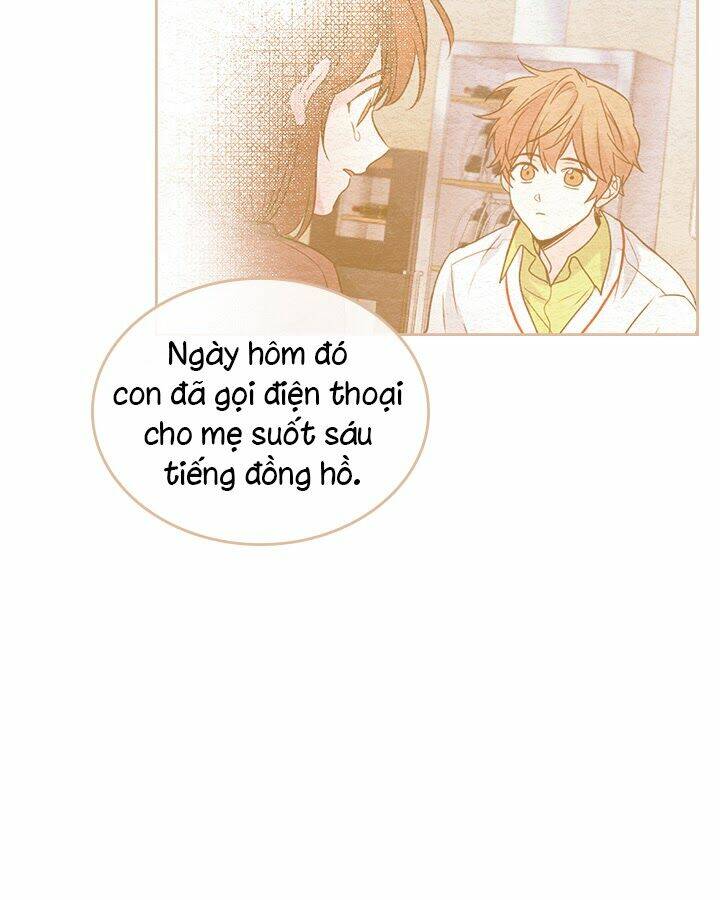 Ngày hôm đó
con đã gọi điện thoại
cho mẹ suốt sáu
tiếng đồng hồ.